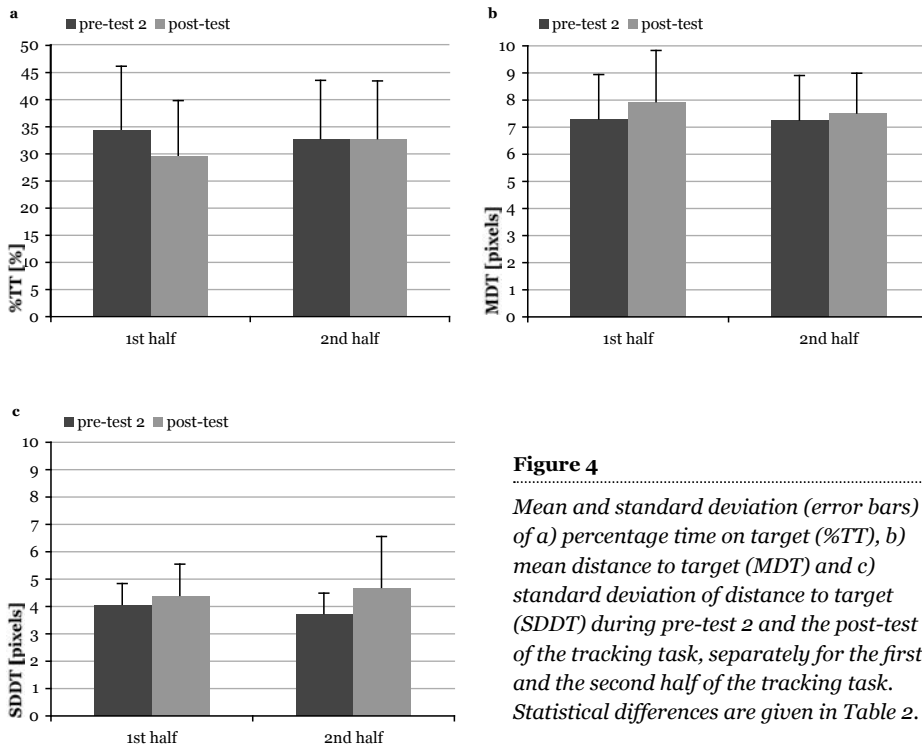 a
pre-test 2 post-test
50
45
40
35
30
25
20
15
10
5
0
%TT [%]
1st half 2nd half
b
pre-test 2 post-test
10
9
8
7
6
5
4
3
2
1
0
MDT [pixels]
1st half 2nd half
c
pre-test 2 post-test
10
9
8
7
6
5
4
3
2
1
0
SDDT [pixels]
1st half 2nd half
Figure 4
Mean and standard deviation (error bars)
of a) percentage time on target (%TT), b)
mean distance to target (MDT) and c)
standard deviation of distance to target
(SDDT) during pre-test 2 and the post-test
of the tracking task, separately for the first
and the second half of the tracking task.
Statistical differences are given in Table 2.